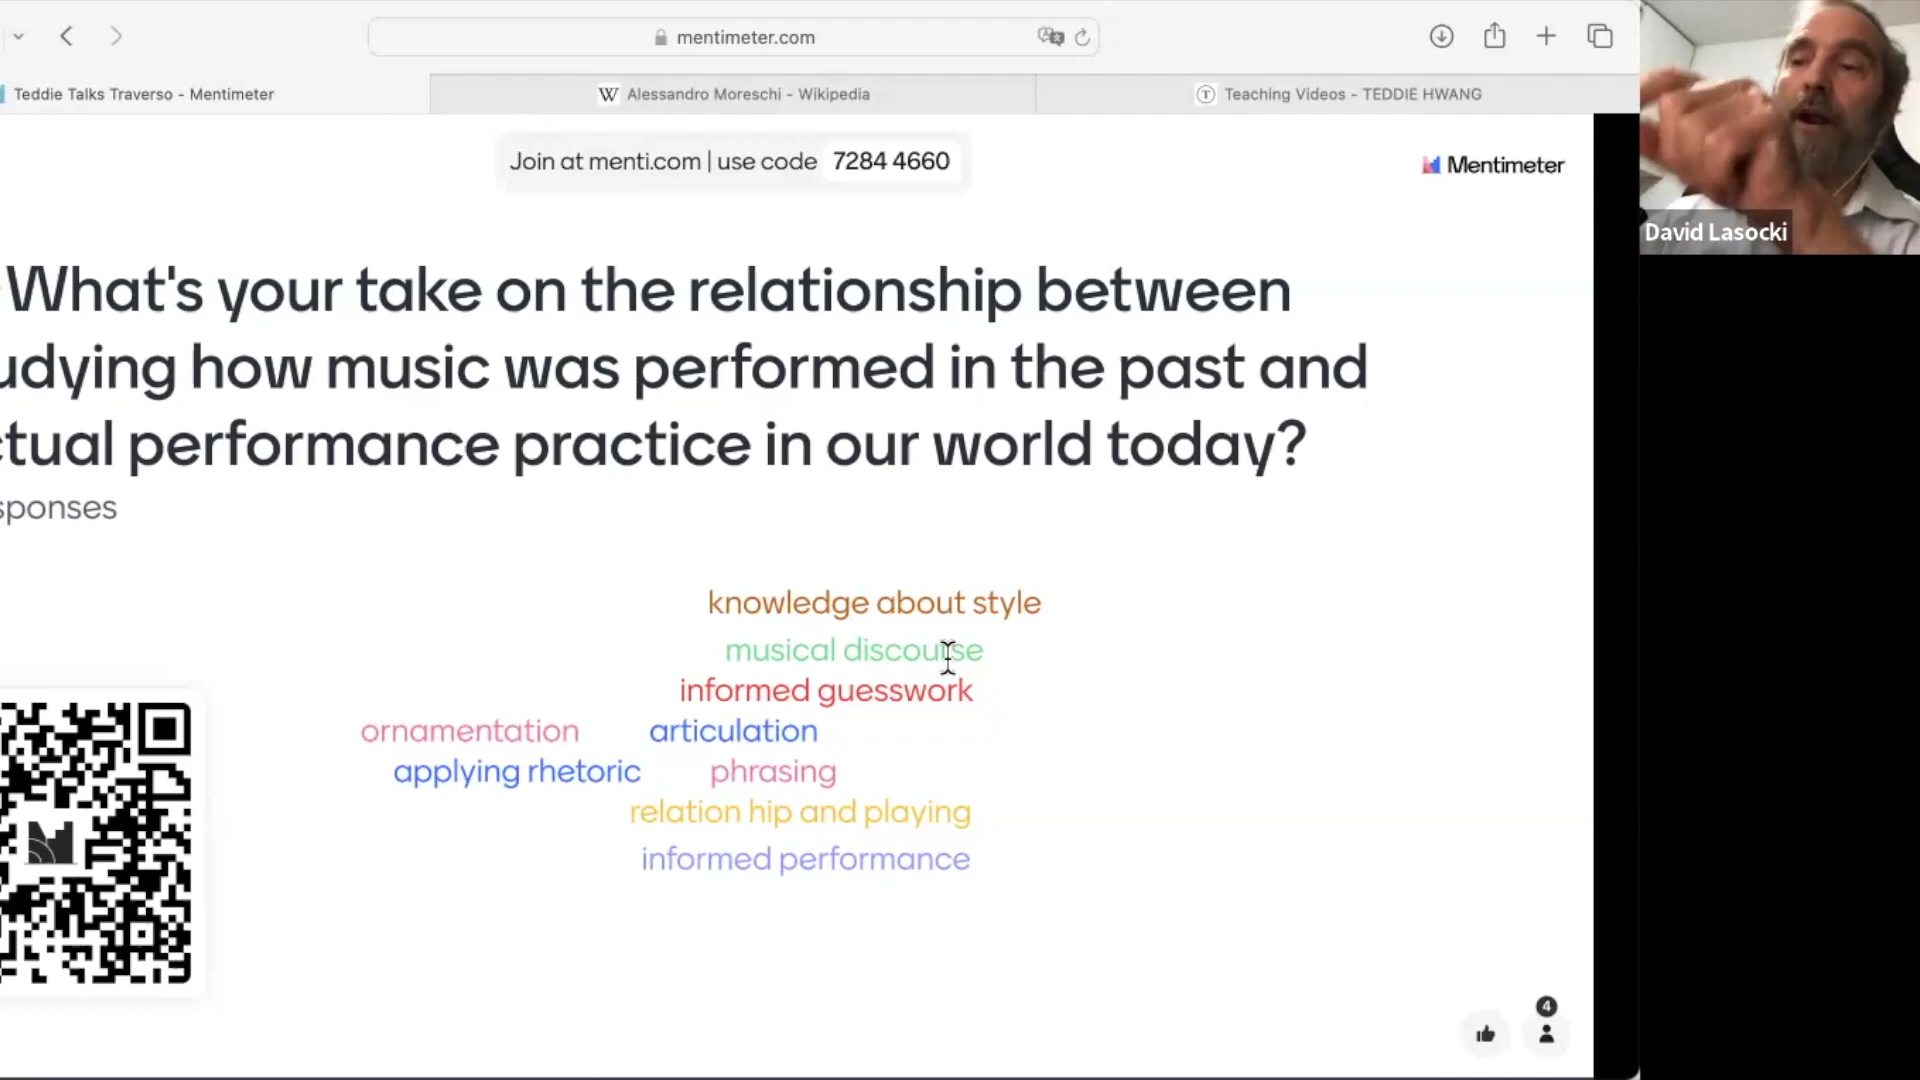 mentimeter.com
Teddie Talks Traverso - Mentimeter
Alessandro Moreschi - Wikipedia
Teaching Videos - TEDDIE HWANG
Join at menti.com | use code 7284 4660
Mentimeter
David Lasocki
What's your take on the relationship between
udying how music was performed in the past and
ctual performance practice in our world today?
sponses
knowledge about style
musical discourse
informed guesswork
ornamentation articulation
applying rhetoric phrasing
relation hip and playing
informed performance
4